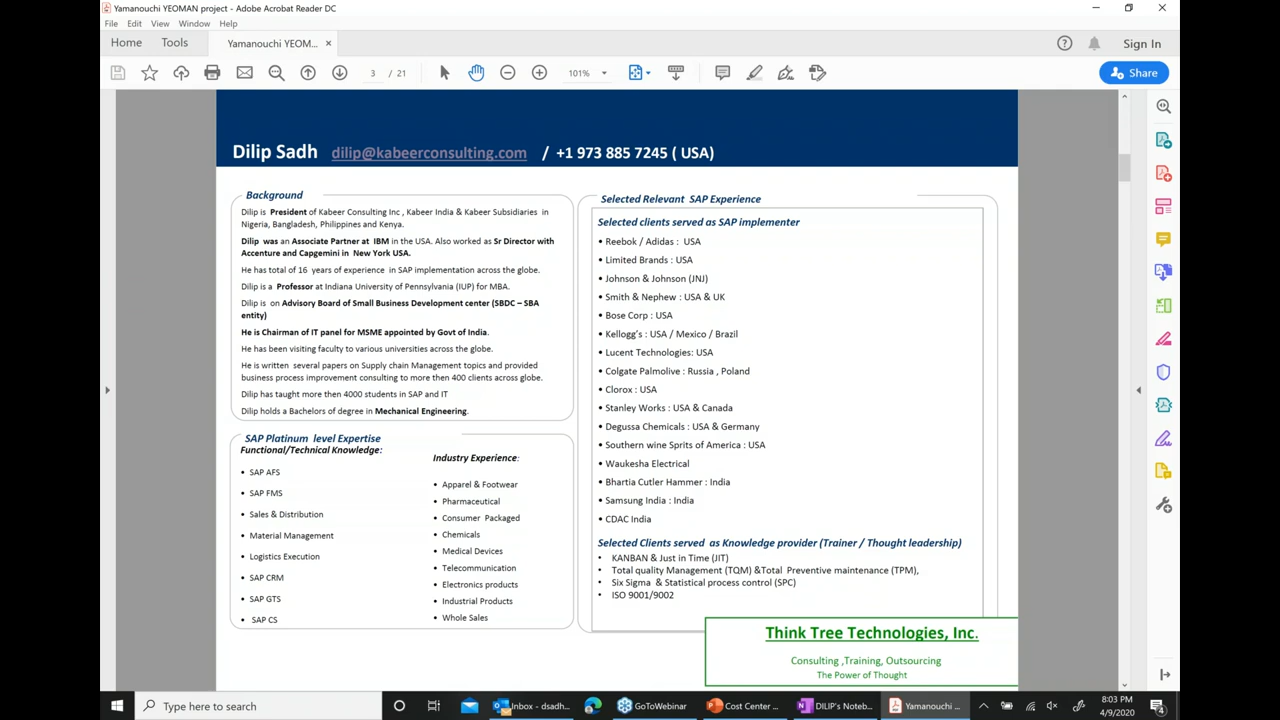 Yamanouchi YEOMAN project - Adobe Acrobat Reader DC
File Edit View Window Help
Home Tools Yamanouchi YEOM... × Sign In
3 / 21 101% Share
Dilip Sadh dilip@kabeerconsulting.com / +1 973 885 7245 ( USA)
Background
Dilip is President of Kabeer Consulting Inc , Kabeer India & Kabeer Subsidiaries in
Nigeria, Bangladesh, Philippines and Kenya.
Dilip was an Associate Partner at IBM in the USA. Also worked as Sr Director with
Accenture and Capgemini in New York USA.
He has total of 16 years of experience in SAP implementation across the globe.
Dilip is a Professor at Indiana University of Pennsylvania (IUP) for MBA.
Dilip is on Advisory Board of Small Business Development center (SBDC – SBA
entity)
He is Chairman of IT panel for MSME appointed by Govt of India.
He has been visiting faculty to various universities across the globe.
He is written several papers on Supply chain Management topics and provided
business process improvement consulting to more then 400 clients across globe.
Dilip has taught more then 4000 students in SAP and IT
Dilip holds a Bachelors of degree in Mechanical Engineering.
SAP Platinum level Expertise
Functional/Technical Knowledge:
• SAP AFS
• SAP FMS
• Sales & Distribution
• Material Management
• Logistics Execution
• SAP CRM
• SAP GTS
• SAP CS
Industry Experience:
• Apparel & Footwear
• Pharmaceutical
• Consumer Packaged
• Chemicals
• Medical Devices
• Telecommunication
• Electronics products
• Industrial Products
• Whole Sales
Selected Relevant SAP Experience
Selected clients served as SAP implementer
• Reebok / Adidas : USA
• Limited Brands : USA
• Johnson & Johnson (JNJ)
• Smith & Nephew : USA & UK
• Bose Corp : USA
• Kellogg's : USA / Mexico / Brazil
• Lucent Technologies: USA
• Colgate Palmolive : Russia , Poland
• Clorox : USA
• Stanley Works : USA & Canada
• Degussa Chemicals : USA & Germany
• Southern wine Sprits of America : USA
• Waukesha Electrical
• Bhartia Cutler Hammer : India
• Samsung India : India
• CDAC India
Selected Clients served as Knowledge provider (Trainer / Thought leadership)
• KANBAN & Just in Time (JIT)
• Total quality Management (TQM) &Total Preventive maintenance (TPM),
• Six Sigma & Statistical process control (SPC)
• ISO 9001/9002
Think Tree Technologies, Inc.
Consulting ,Training, Outsourcing
The Power of Thought
Type here to search
Inbox - dsadh... GoToWebinar Cost Center ... DILIP's Noteb... Yamanouchi ...
8:03 PM
4/9/2020 4